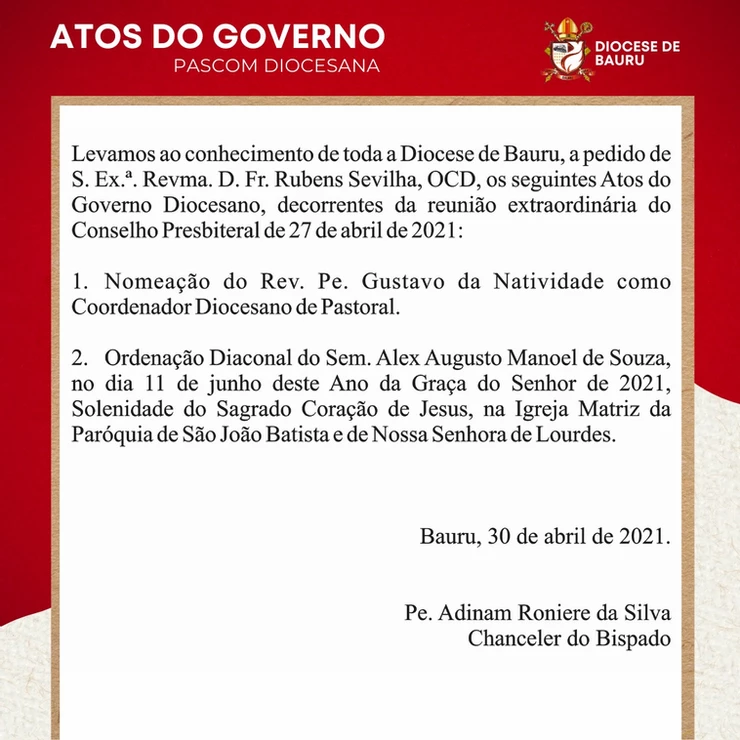 ATOS DO GOVERNO
PASCOM DIOCESANA
DIOCESE DE
BAURU
Levamos ao conhecimento de toda a Diocese de Bauru, a pedido de
S. Ex.ª. Revma. D. Fr. Rubens Sevilha, OCD, os seguintes Atos do
Governo Diocesano, decorrentes da reunião extraordinária do
Conselho Presbiteral de 27 de abril de 2021:
1. Nomeação do Rev. Pe. Gustavo da Natividade como
Coordenador Diocesano de Pastoral.
2. Ordenação Diaconal do Sem. Alex Augusto Manoel de Souza,
no dia 11 de junho deste Ano da Graça do Senhor de 2021,
Solenidade do Sagrado Coração de Jesus, na Igreja Matriz da
Paróquia de São João Batista e de Nossa Senhora de Lourdes.
Bauru, 30 de abril de 2021.
Pe. Adinam Roniere da Silva
Chanceler do Bispado